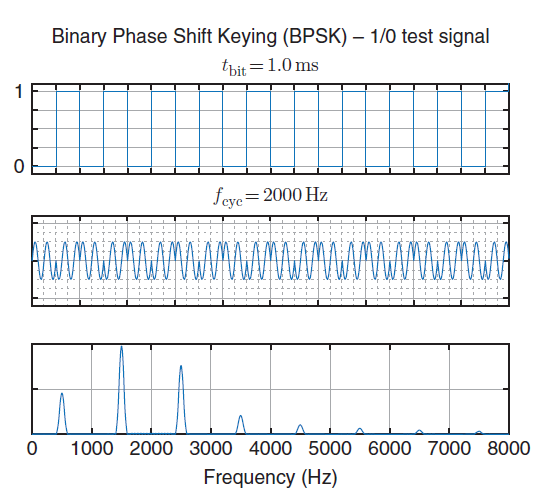 Binary Phase Shift Keying (BPSK) – 1/0 test signal
t_bit = 1.0 ms
1
0
f_cyc = 2000 Hz
0 1000 2000 3000 4000 5000 6000 7000 8000
Frequency (Hz)